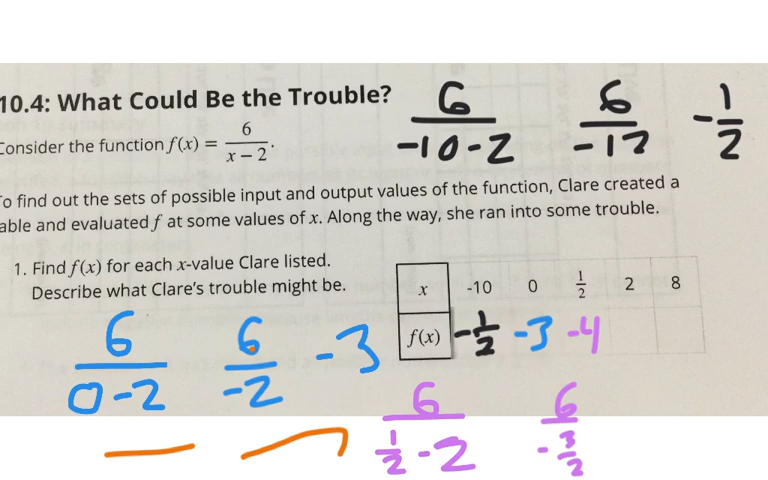 10.4: What Could Be the Trouble?
6/(-10-2) 6/-12 -1/2
Consider the function f(x) = 6/(x − 2).
To find out the sets of possible input and output values of the function, Clare created a
table and evaluated f at some values of x. Along the way, she ran into some trouble.
1. Find f(x) for each x-value Clare listed.
Describe what Clare's trouble might be.
x -10 0 1/2 2 8
f(x) -1/2 -3 -4
6/(0-2) 6/-2 -3
6/(1/2-2) 6/(-3/2)